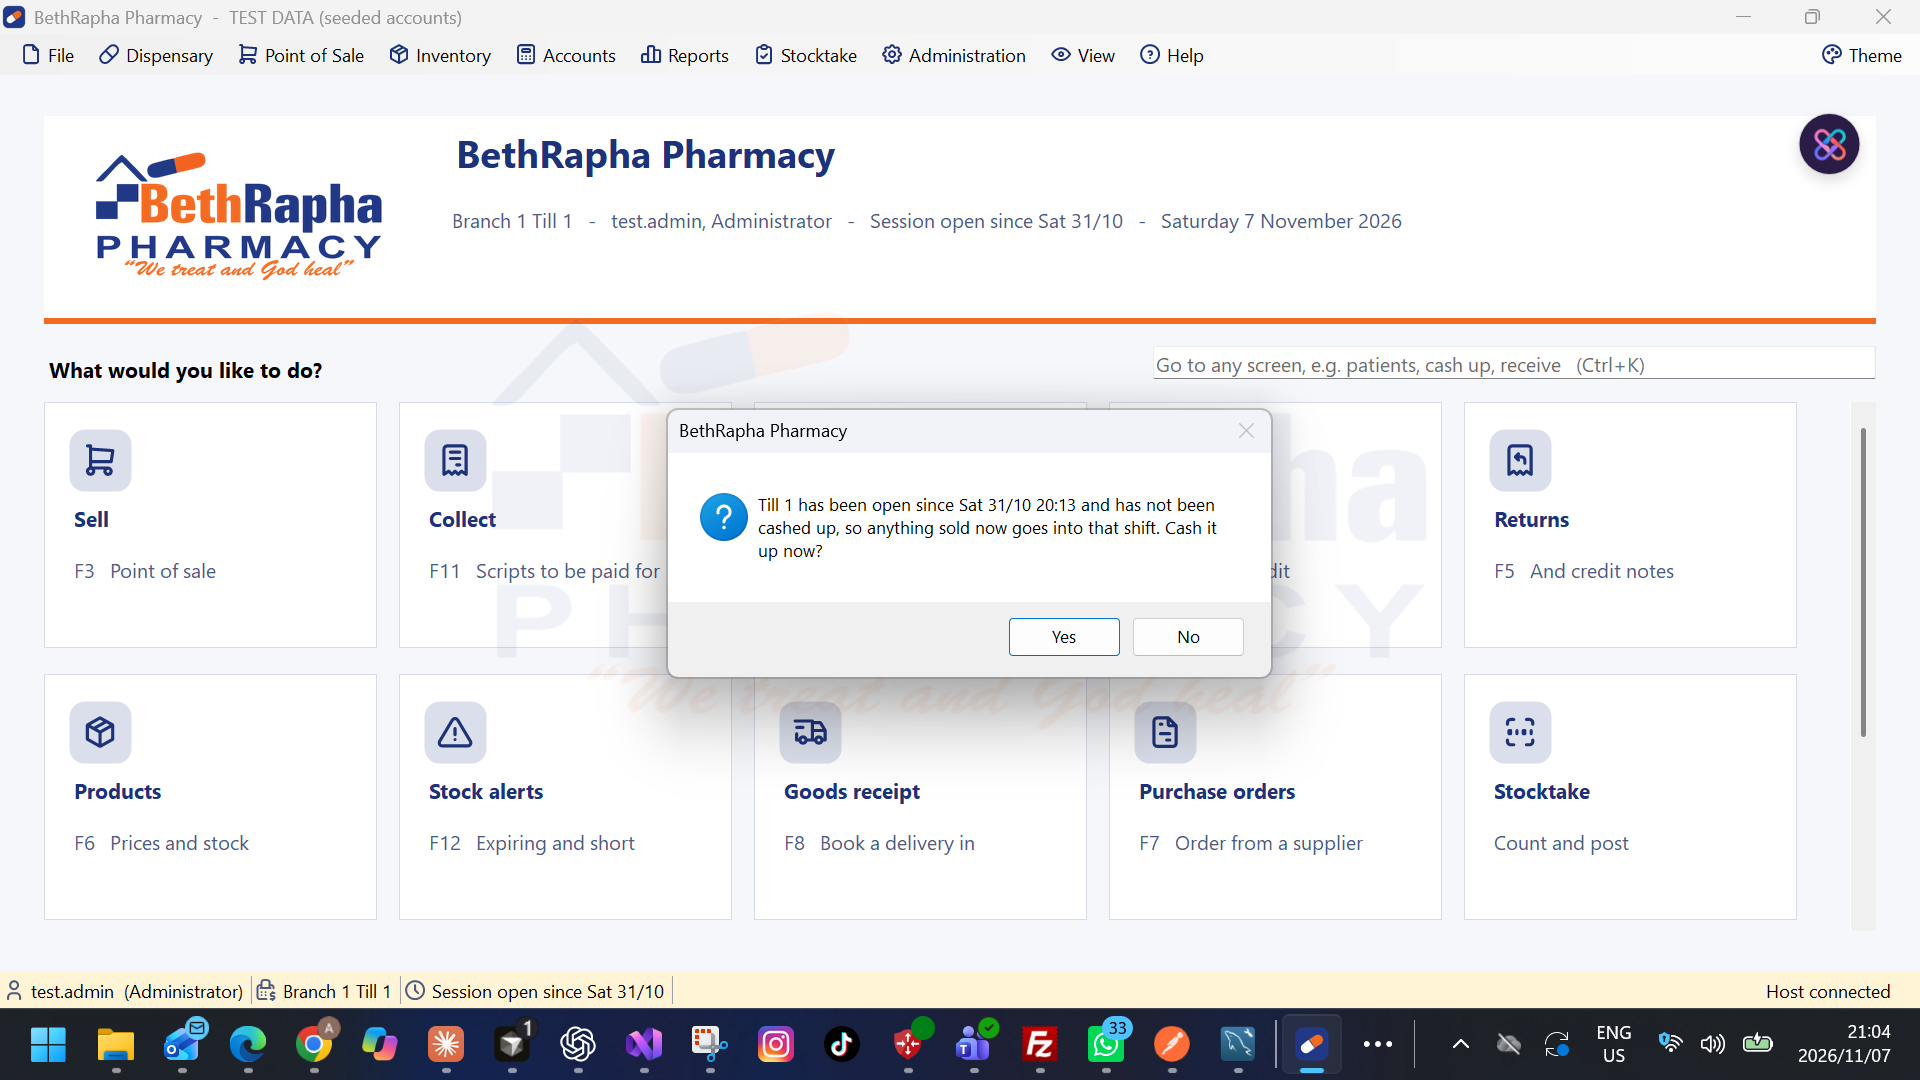 BethRapha Pharmacy - TEST DATA (seeded accounts)
File Dispensary Point of Sale Inventory Accounts Reports Stocktake Administration View Help Theme
BethRapha
PHARMACY
"We treat and God heal"
BethRapha Pharmacy
Branch 1 Till 1 - test.admin, Administrator - Session open since Sat 31/10 - Saturday 7 November 2026
What would you like to do?
Go to any screen, e.g. patients, cash up, receive (Ctrl+K)
BethRapha Pharmacy
Till 1 has been open since Sat 31/10 20:13 and has not been
cashed up, so anything sold now goes into that shift. Cash it
up now?
Yes No
Sell
F3 Point of sale
Collect
F11 Scripts to be paid for
Returns
F5 And credit notes
Products
F6 Prices and stock
Stock alerts
F12 Expiring and short
Goods receipt
F8 Book a delivery in
Purchase orders
F7 Order from a supplier
Stocktake
Count and post
"We treat and God heal"
test.admin (Administrator) Branch 1 Till 1 Session open since Sat 31/10 Host connected
A
1
33
ENG
US
21:04
2026/11/07